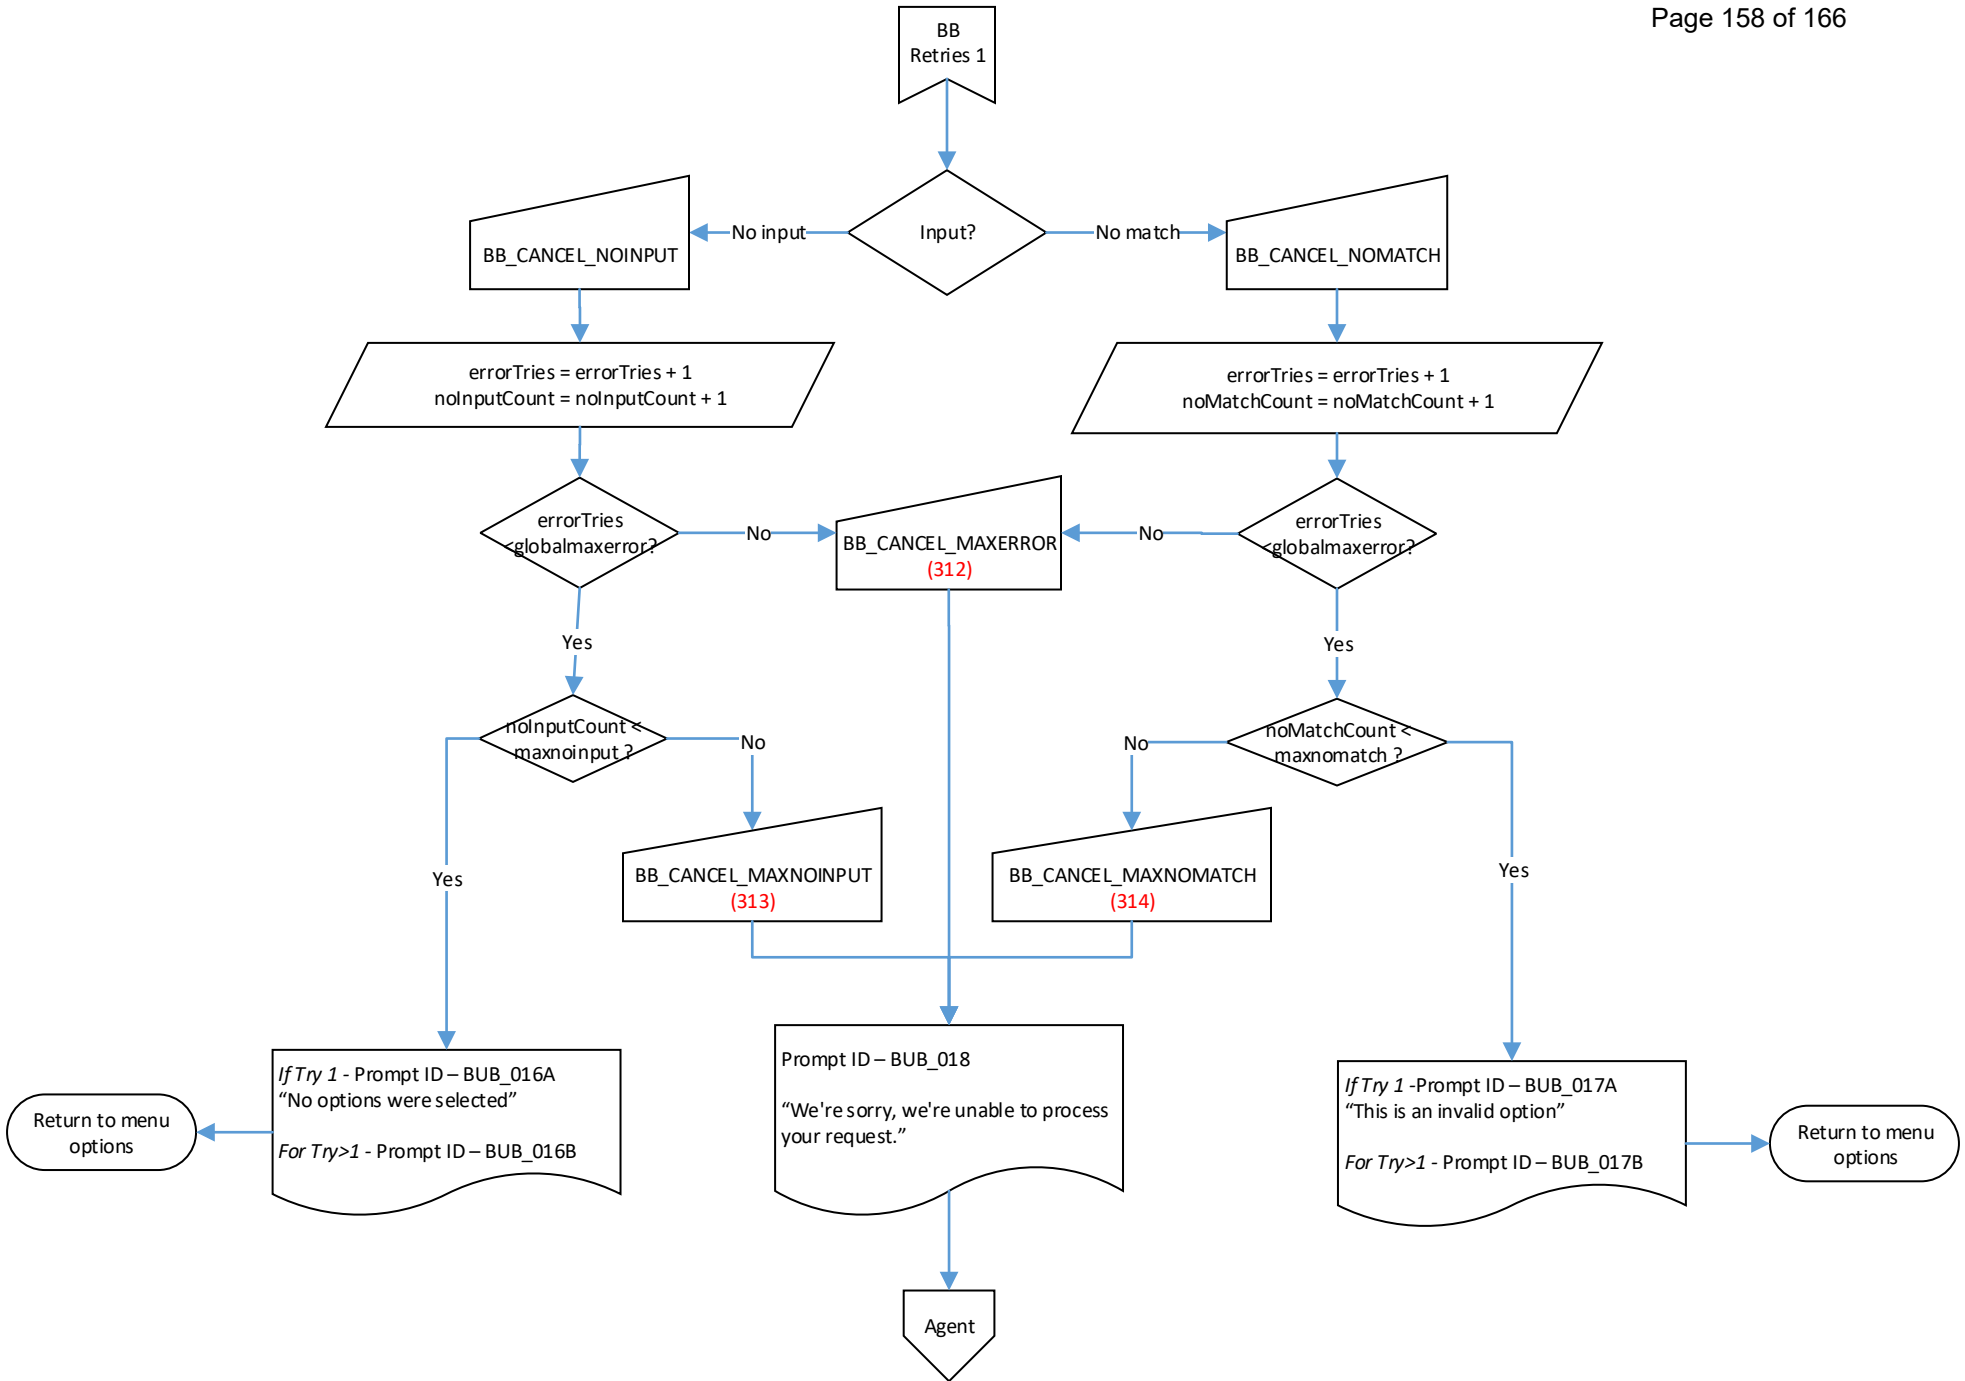 Page 158 of 166
BB
Retries 1
Input?
No input
No match
BB_CANCEL_NOINPUT
BB_CANCEL_NOMATCH
errorTries = errorTries + 1
noInputCount = noInputCount + 1
errorTries = errorTries + 1
noMatchCount = noMatchCount + 1
errorTries
<globalmaxerror?
No
BB_CANCEL_MAXERROR
(312)
No
errorTries
<globalmaxerror?
Yes
Yes
noInputCount <
maxnoinput ?
No
No
noMatchCount <
maxnomatch ?
Yes
BB_CANCEL_MAXNOINPUT
(313)
BB_CANCEL_MAXNOMATCH
(314)
Yes
If Try 1 - Prompt ID – BUB_016A
“No options were selected”
For Try>1 - Prompt ID – BUB_016B
Return to menu
options
Prompt ID – BUB_018
“We're sorry, we're unable to process
your request.”
If Try 1 -Prompt ID – BUB_017A
“This is an invalid option”
For Try>1 - Prompt ID – BUB_017B
Return to menu
options
Agent